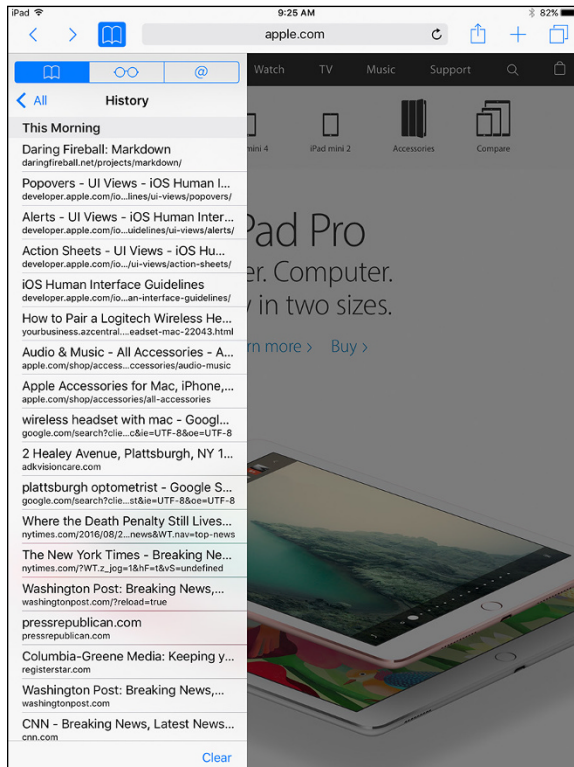 iPad 9:25 AM 82%
apple.com
@
Watch TV Music Support
All History
This Morning
Daring Fireball: Markdown
daringfireball.net/projects/markdown/
Popovers - UI Views - iOS Human I...
developer.apple.com/io...lines/ui-views/popovers/
Alerts - UI Views - iOS Human Inter...
developer.apple.com/io...uidelines/ui-views/alerts/
Action Sheets - UI Views - iOS Hu...
developer.apple.com/io.../ui-views/action-sheets/
iOS Human Interface Guidelines
developer.apple.com/io...an-interface-guidelines/
How to Pair a Logitech Wireless He...
yourbusiness.azcentral....eadset-mac-22043.html
Audio & Music - All Accessories - A...
apple.com/shop/access...ccessories/audio-music
Apple Accessories for Mac, iPhone,...
apple.com/shop/accessories/all-accessories
wireless headset with mac - Googl...
google.com/search?clie...c&ie=UTF-8&oe=UTF-8
2 Healey Avenue, Plattsburgh, NY 1...
adkvisioncare.com
plattsburgh optometrist - Google S...
google.com/search?clie...st&ie=UTF-8&oe=UTF-8
Where the Death Penalty Still Lives...
nytimes.com/2016/08/2...news&WT.nav=top-news
The New York Times - Breaking Ne...
nytimes.com/?WT.z_jog=1&hF=t&vS=undefined
Washington Post: Breaking News,...
washingtonpost.com/?reload=true
pressrepublican.com
pressrepublican.com
Columbia-Greene Media: Keeping y...
registerstar.com
Washington Post: Breaking News,...
washingtonpost.com
CNN - Breaking News, Latest News...
cnn.com
Clear
ni 4 iPad mini 2 Accessories Compare
Pad Pro
er. Computer.
in two sizes.
rn more > Buy >